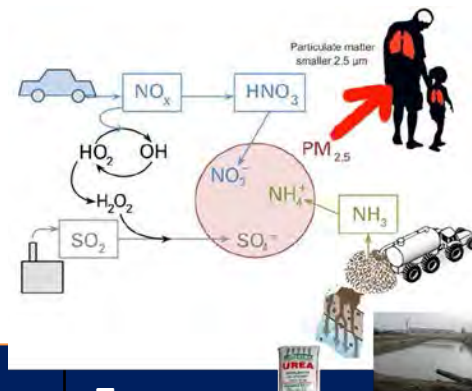 Particulate matter
smaller 2.5 µm
NOx
HNO3
HO2
OH
PM2.5
NO3-
H2O2
NH4+
NH3
SO2
SO4=
UREA